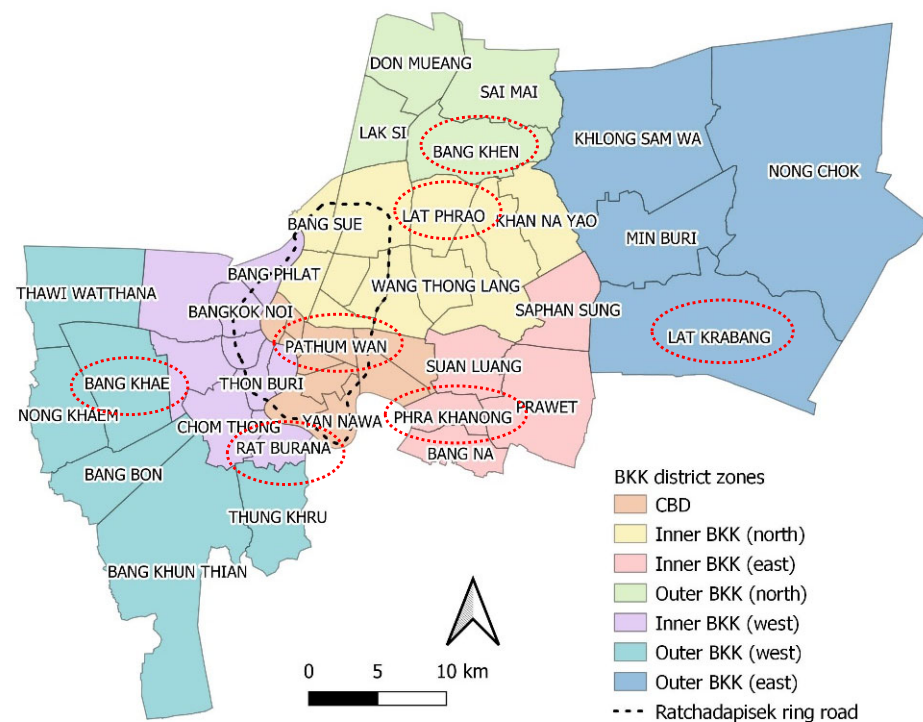 DON MUEANG
SAI MAI
LAK SI
BANG KHEN
KHLONG SAM WA
NONG CHOK
LAT PHRAO
KHAN NA YAO
BANG SUE
MIN BURI
BANG PHLAT
WANG THONG LANG
THAWI WATTHANA
BANGKOK NOI
SAPHAN SUNG
LAT KRABANG
PATHUM WAN
SUAN LUANG
BANG KHAE
THON BURI
PRAWET
NONG KHAEM
YAN NAWA
PHRA KHANONG
CHOM THONG
RAT BURANA
BANG NA
BANG BON
THUNG KHRU
BANG KHUN THIAN
BKK district zones
CBD
Inner BKK (north)
Inner BKK (east)
Outer BKK (north)
Inner BKK (west)
Outer BKK (west)
Outer BKK (east)
Ratchadapisek ring road
0 5 10 km